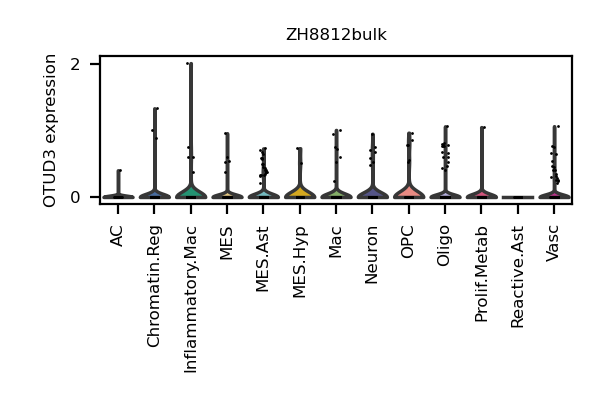 ZH8812bulk
OTUD3 expression
2
0
AC
Chromatin.Reg
Inflammatory.Mac
MES
MES.Ast
MES.Hyp
Mac
Neuron
OPC
Oligo
Prolif.Metab
Reactive.Ast
Vasc